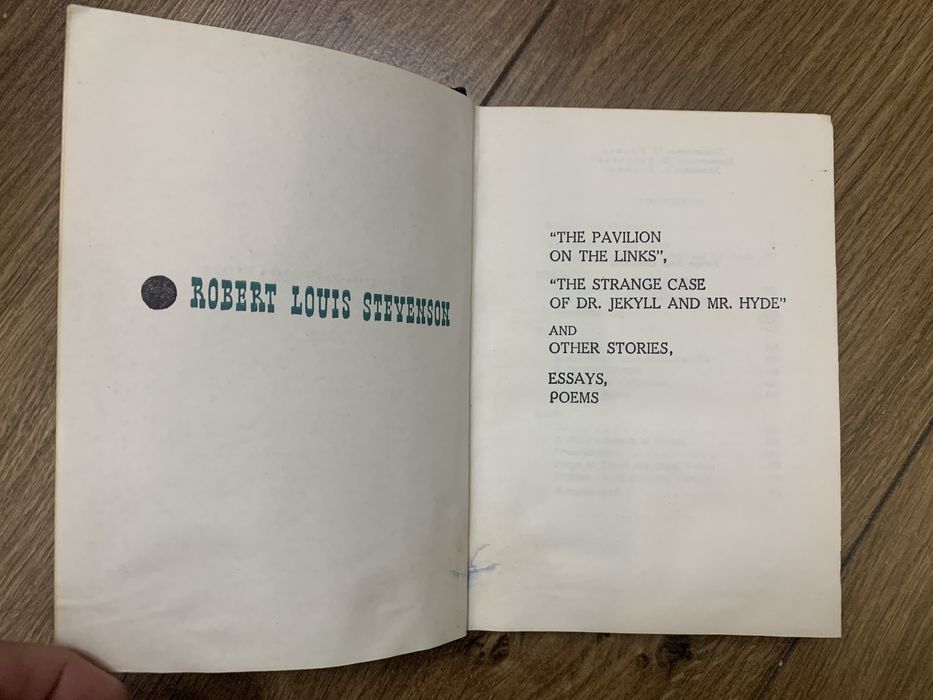 ROBERT LOUIS STEVENSON
“THE PAVILION
ON THE LINKS”,
“THE STRANGE CASE
OF DR. JEKYLL AND MR. HYDE”
AND
OTHER STORIES,
ESSAYS,
POEMS